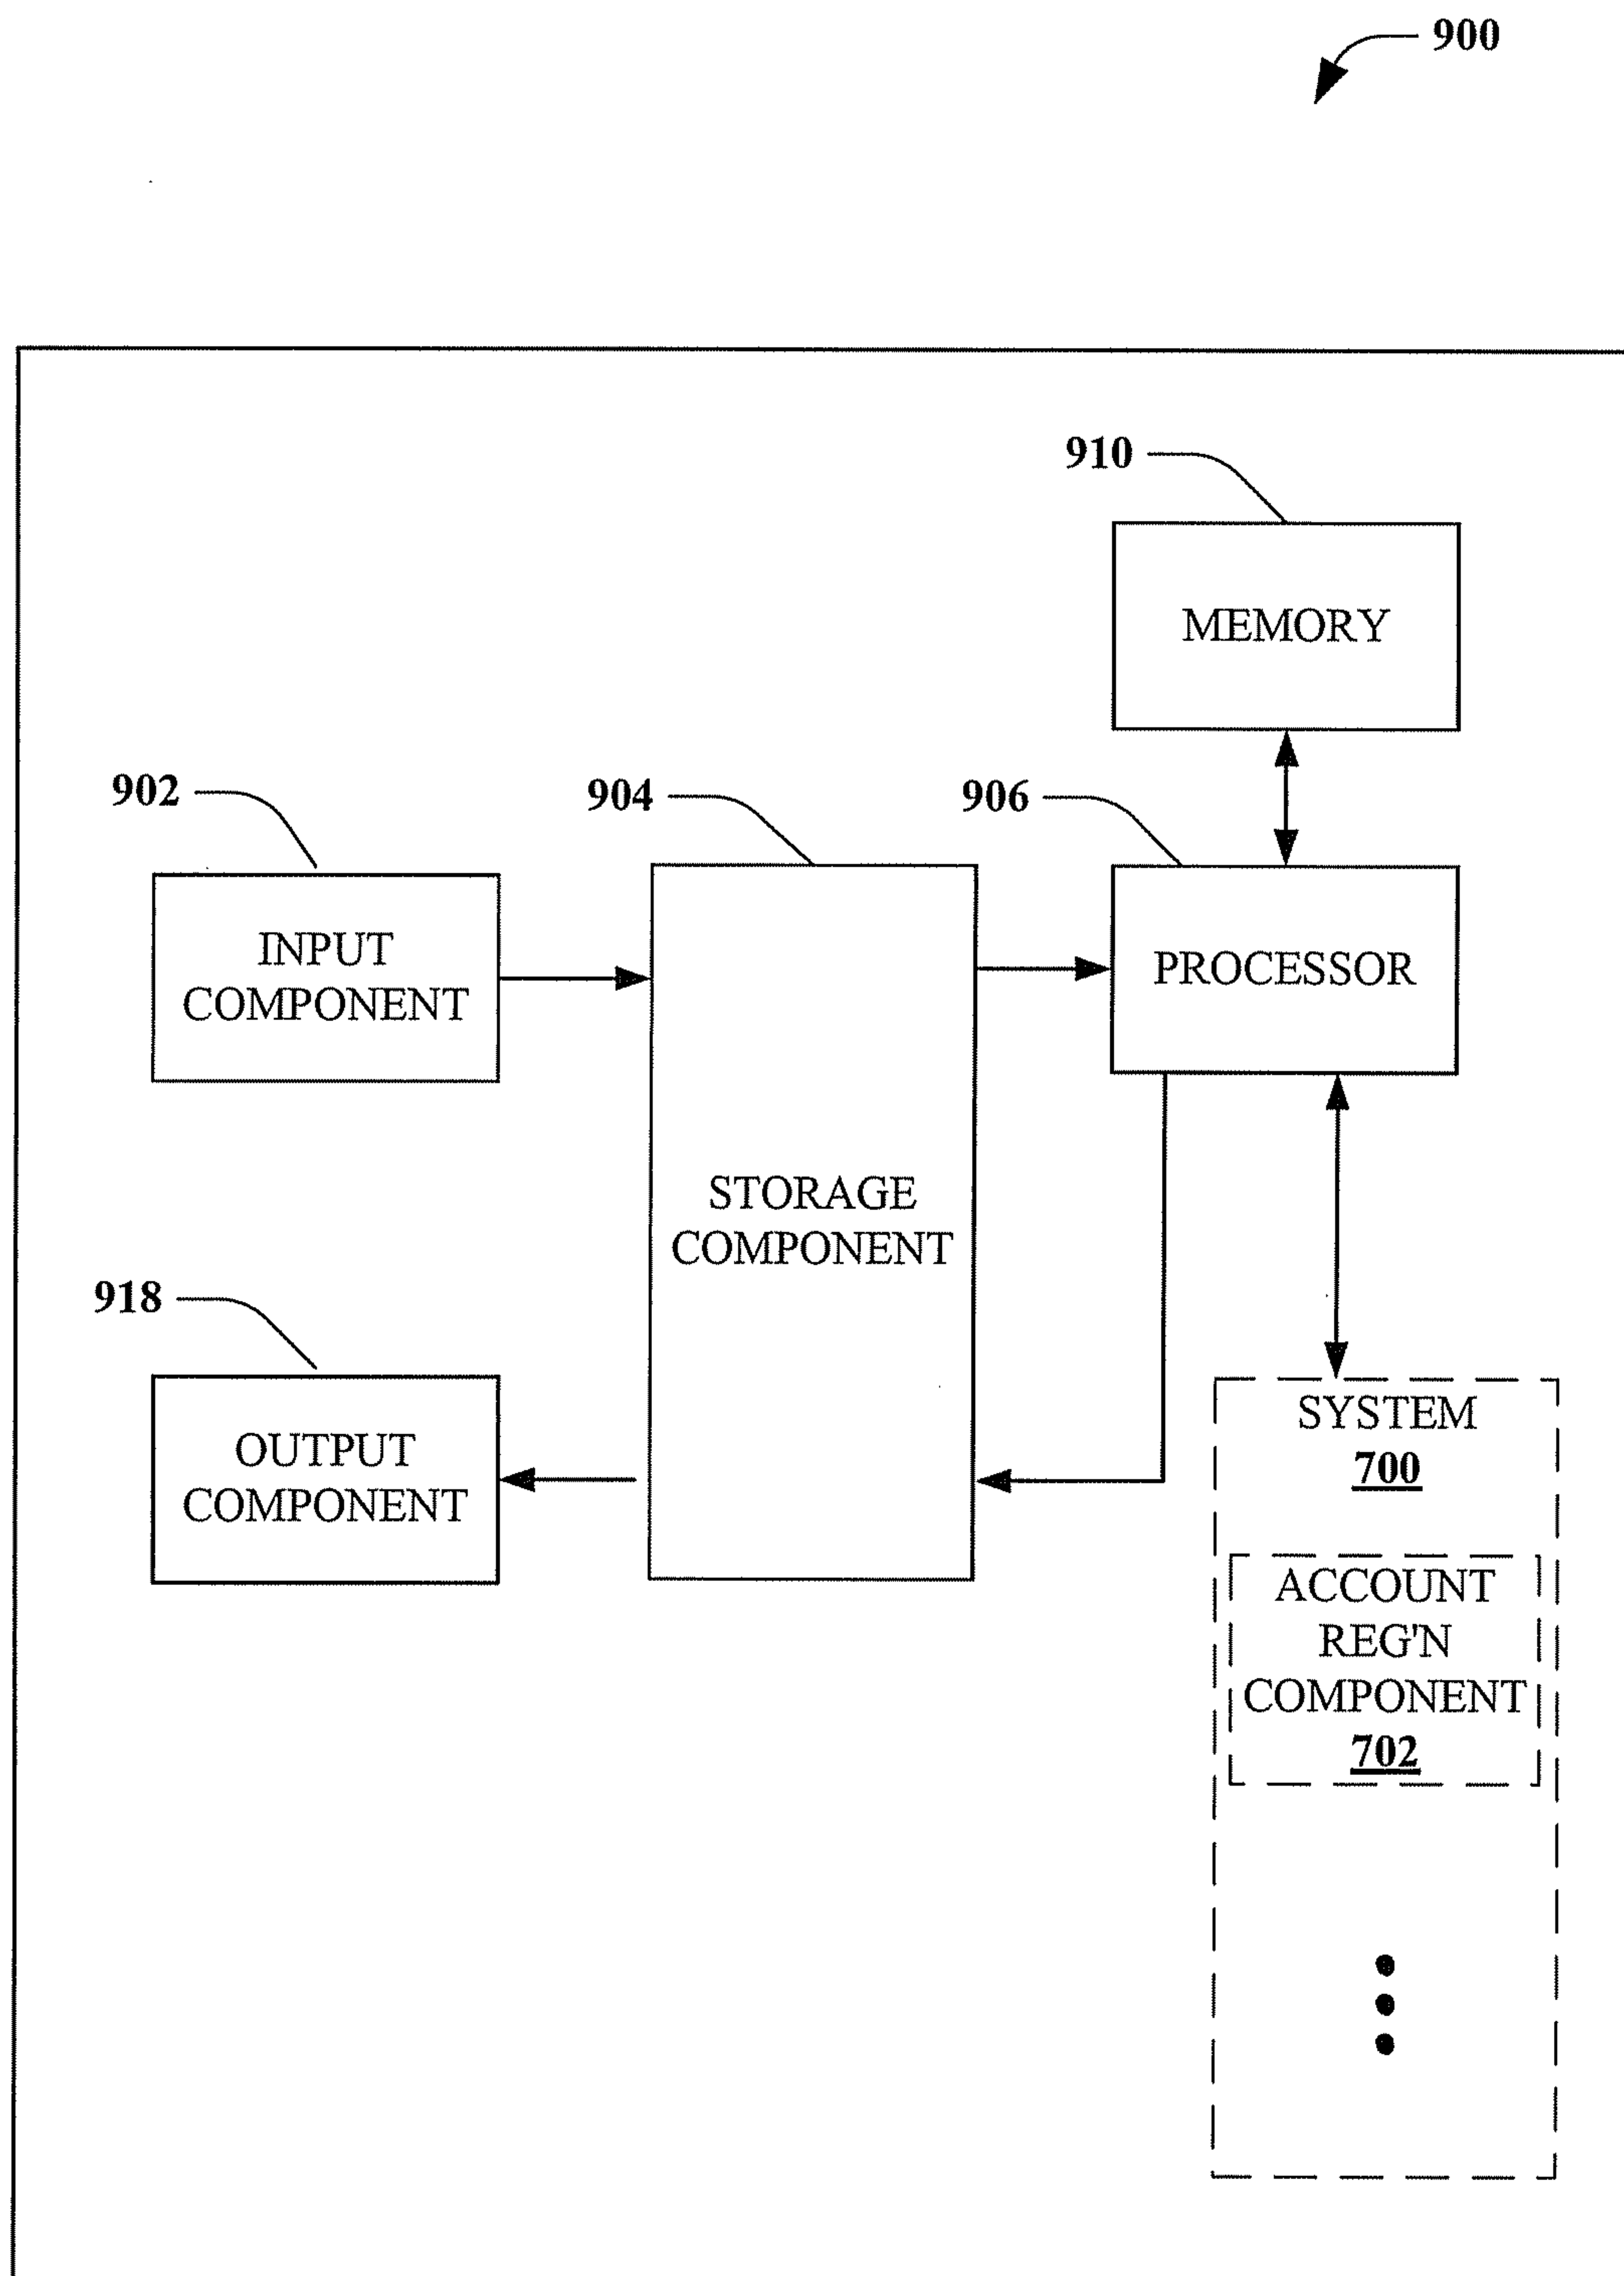 900
910
MEMORY
902
904
906
INPUT
COMPONENT
PROCESSOR
STORAGE
COMPONENT
918
OUTPUT
COMPONENT
SYSTEM
700
ACCOUNT
REG'N
COMPONENT
702